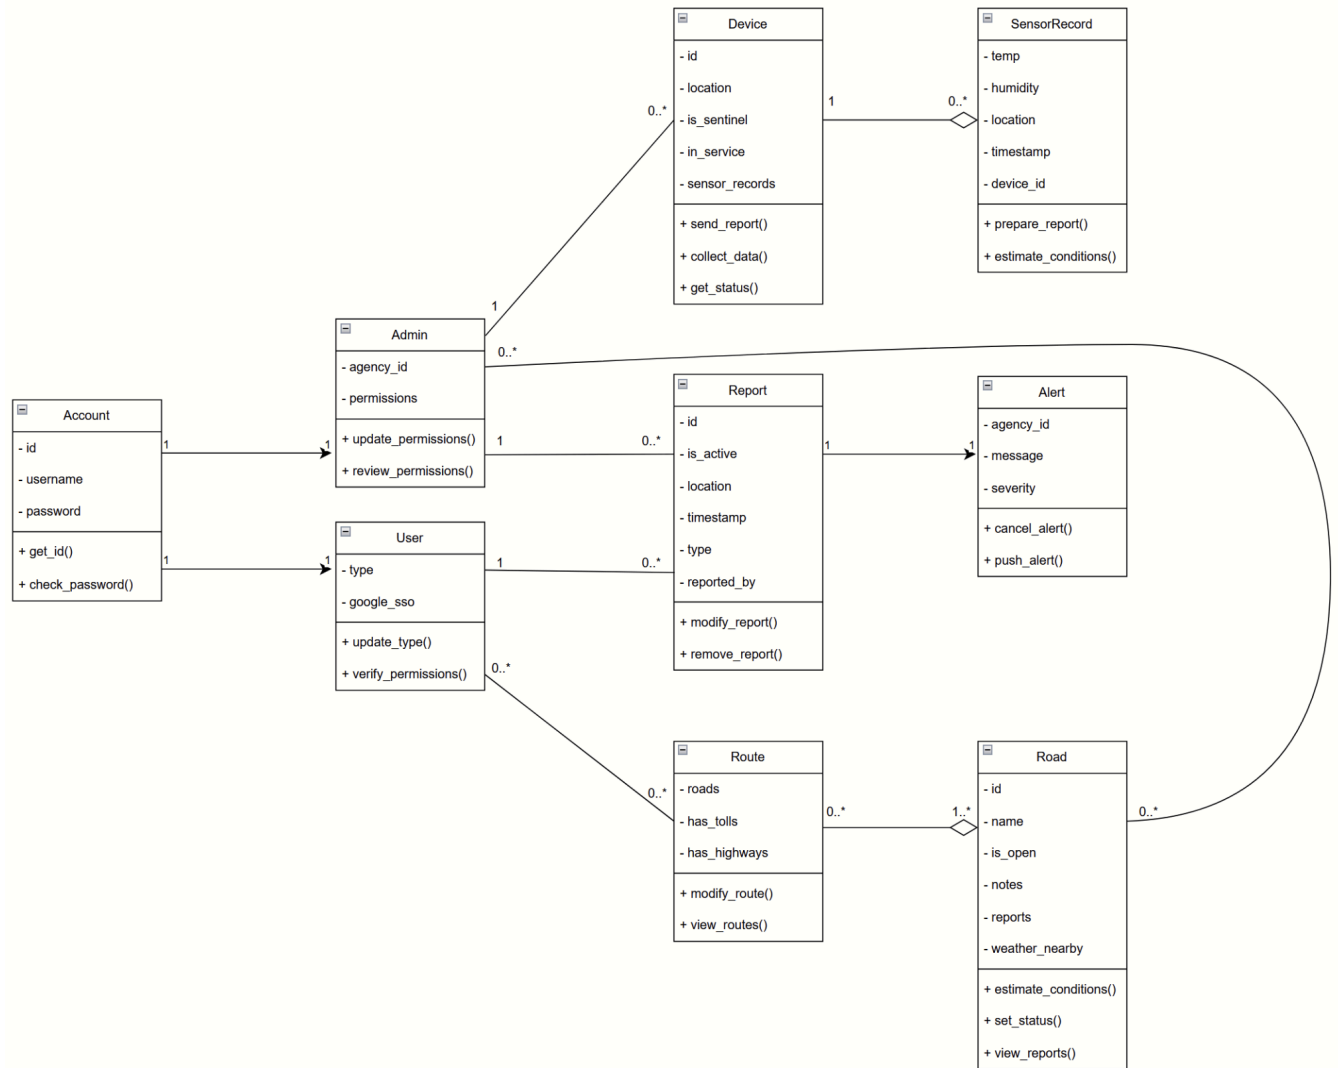 Device
- id
- location
- is_sentinel
- in_service
- sensor_records
+ send_report()
+ collect_data()
+ get_status()
1
0..*
SensorRecord
- temp
- humidity
- location
- timestamp
- device_id
+ prepare_report()
+ estimate_conditions()
0..*
1
Admin
- agency_id
- permissions
+ update_permissions()
+ review_permissions()
0..*
1
0..*
Account
- id
- username
- password
+ get_id()
+ check_password()
1
1
1
1
User
- type
- google_sso
+ update_type()
+ verify_permissions()
1
0..*
0..*
0..*
Report
- id
- is_active
- location
- timestamp
- type
- reported_by
+ modify_report()
+ remove_report()
1
1
Alert
- agency_id
- message
- severity
+ cancel_alert()
+ push_alert()
Route
- roads
- has_tolls
- has_highways
+ modify_route()
+ view_routes()
0..*
1..*
Road
- id
- name
- is_open
- notes
- reports
- weather_nearby
+ estimate_conditions()
+ set_status()
+ view_reports()
0..*